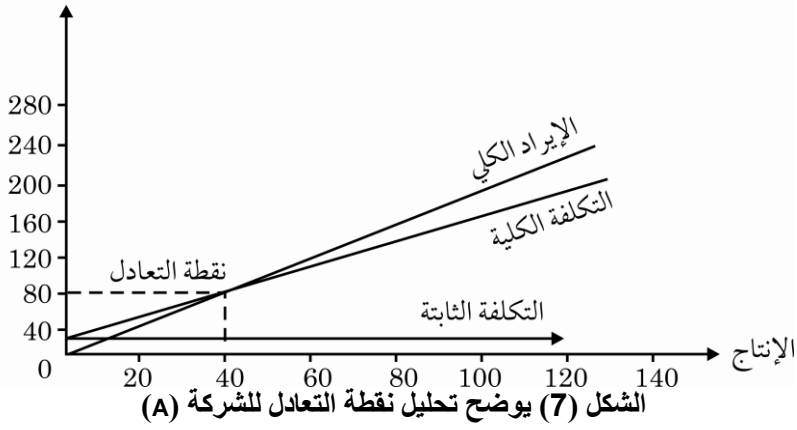 280
240
الإيراد الكلي
200
التكلفة الكلية
160
120
نقطة التعادل
80
التكلفة الثابتة
40
الإنتاج
0
20 40 60 80 100 120 140
الشكل (7) يوضح تحليل نقطة التعادل للشركة (A)